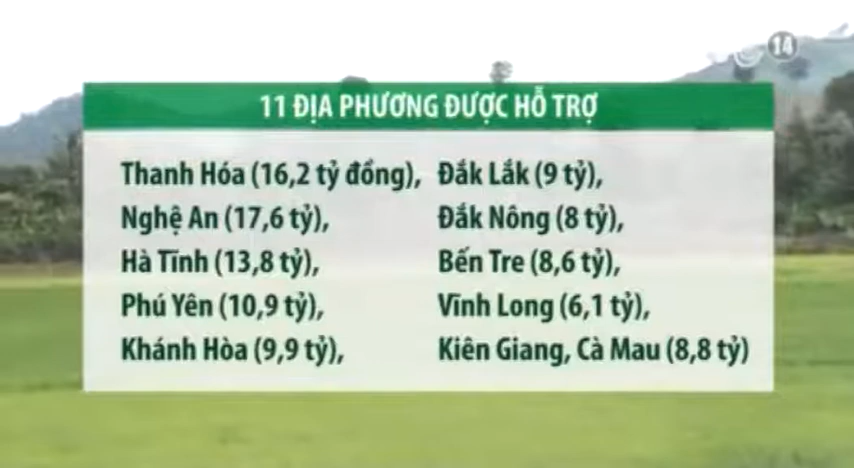 14
11 ĐỊA PHƯƠNG ĐƯỢC HỖ TRỢ
Thanh Hóa (16,2 tỷ đồng),
Nghệ An (17,6 tỷ),
Hà Tĩnh (13,8 tỷ),
Phú Yên (10,9 tỷ),
Khánh Hòa (9,9 tỷ),
Đắk Lắk (9 tỷ),
Đắk Nông (8 tỷ),
Bến Tre (8,6 tỷ),
Vĩnh Long (6,1 tỷ),
Kiên Giang, Cà Mau (8,8 tỷ)